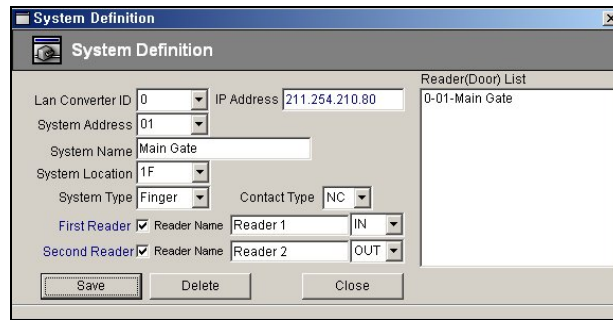 System Definition
System Definition
Lan Converter ID 0 IP Address 211.254.210.80
System Address 01
System Name Main Gate
System Location 1F
System Type Finger Contact Type NC
First Reader Reader Name Reader 1 IN
Second Reader Reader Name Reader 2 OUT
Save Delete Close
Reader(Door) List
0-01-Main Gate